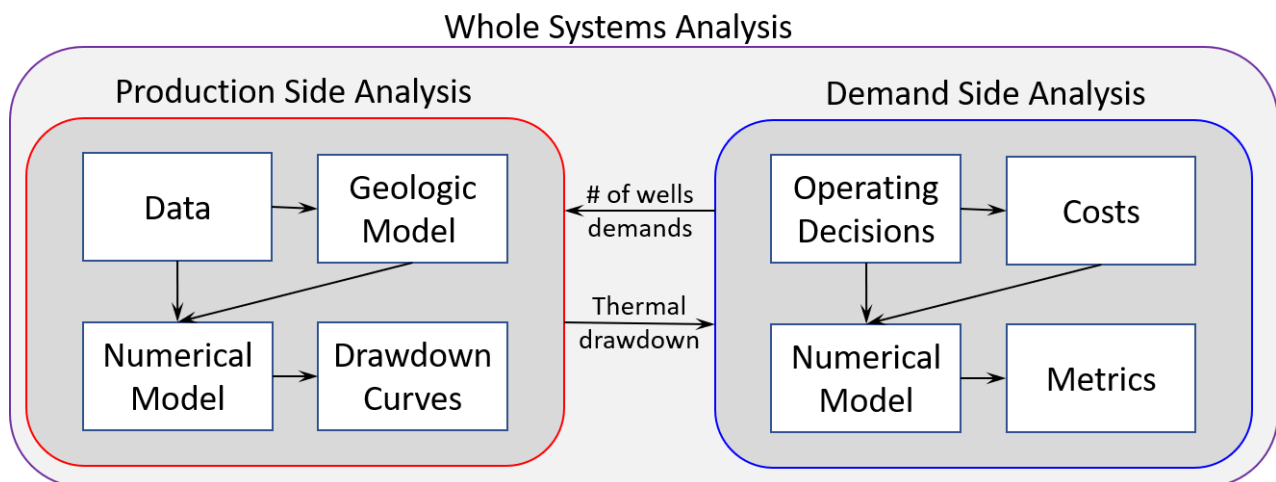 Whole Systems Analysis
Production Side Analysis
Demand Side Analysis
Data
Geologic
Model
Numerical
Model
Drawdown
Curves
# of wells
demands
Thermal
drawdown
Operating
Decisions
Costs
Numerical
Model
Metrics